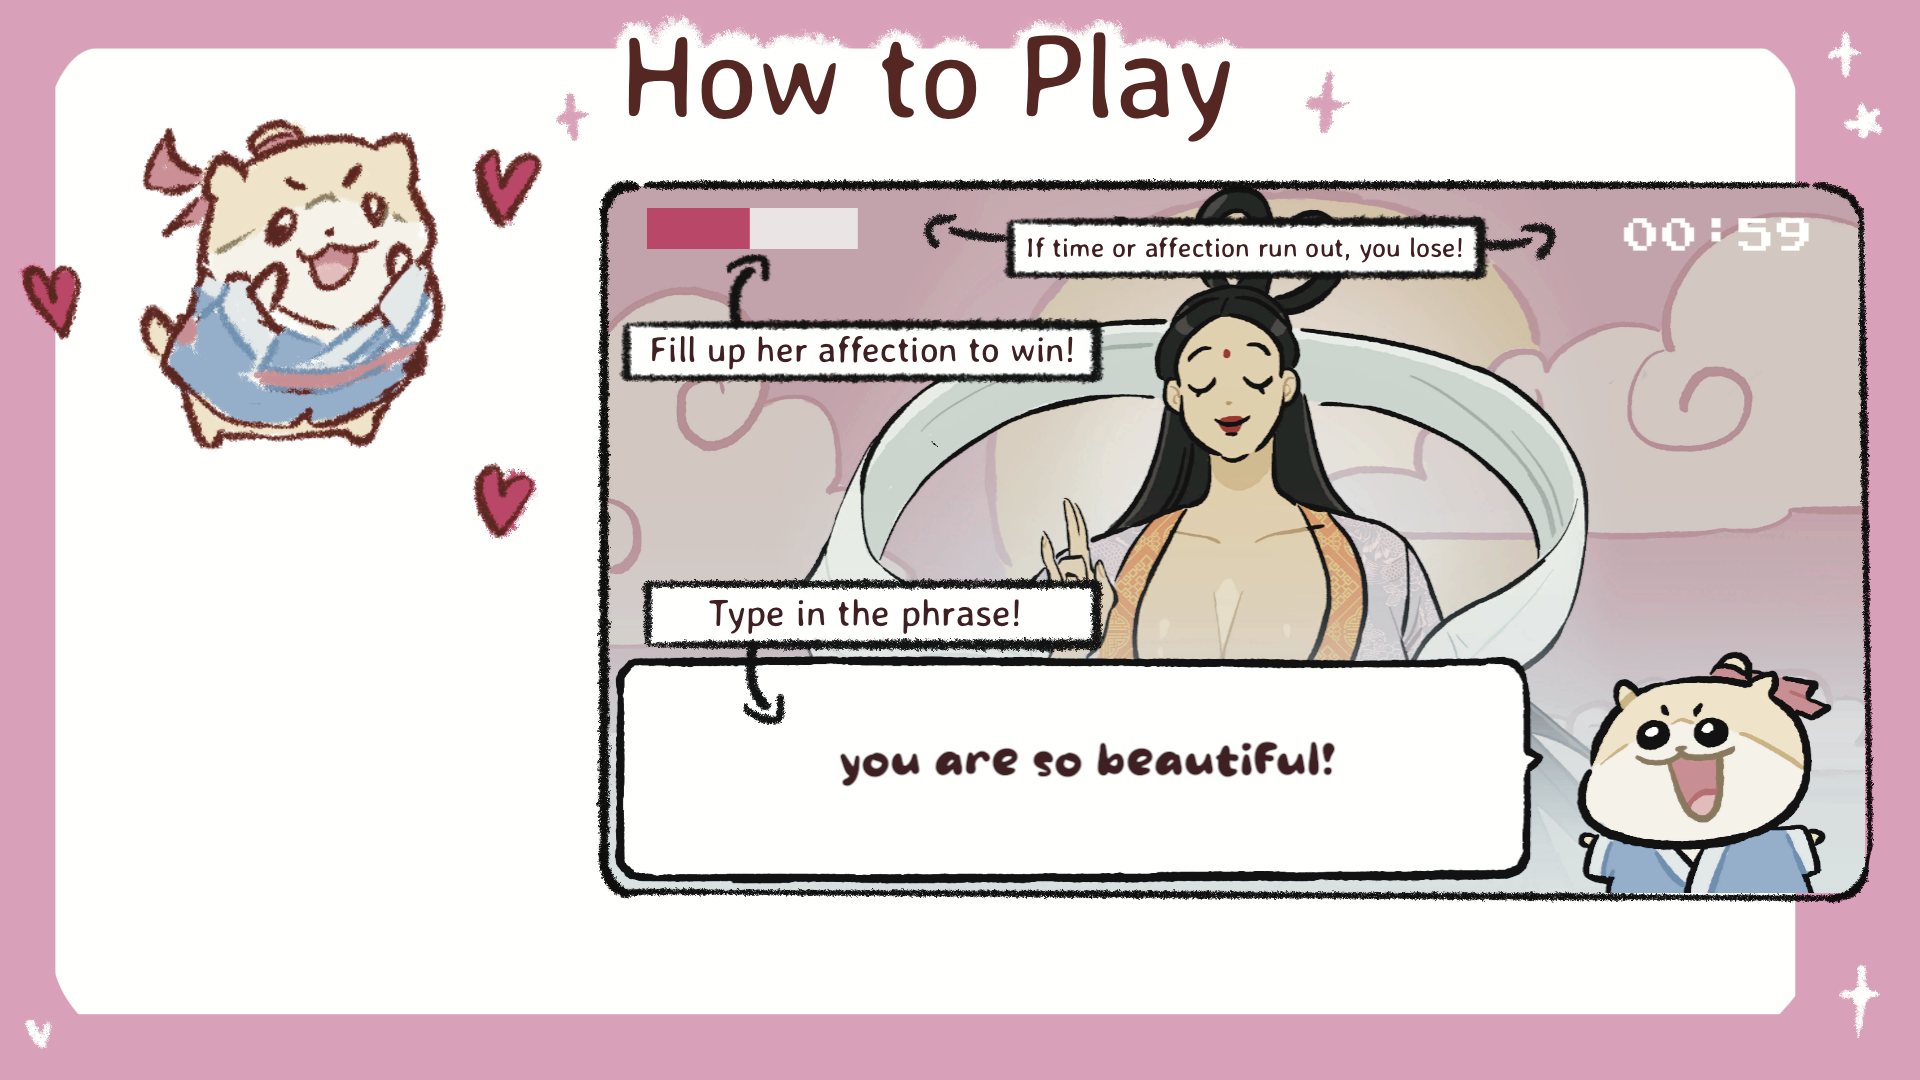 How to Play
If time or affection run out, you lose!
00:59
Fill up her affection to win!
Type in the phrase!
you are so beautiful!